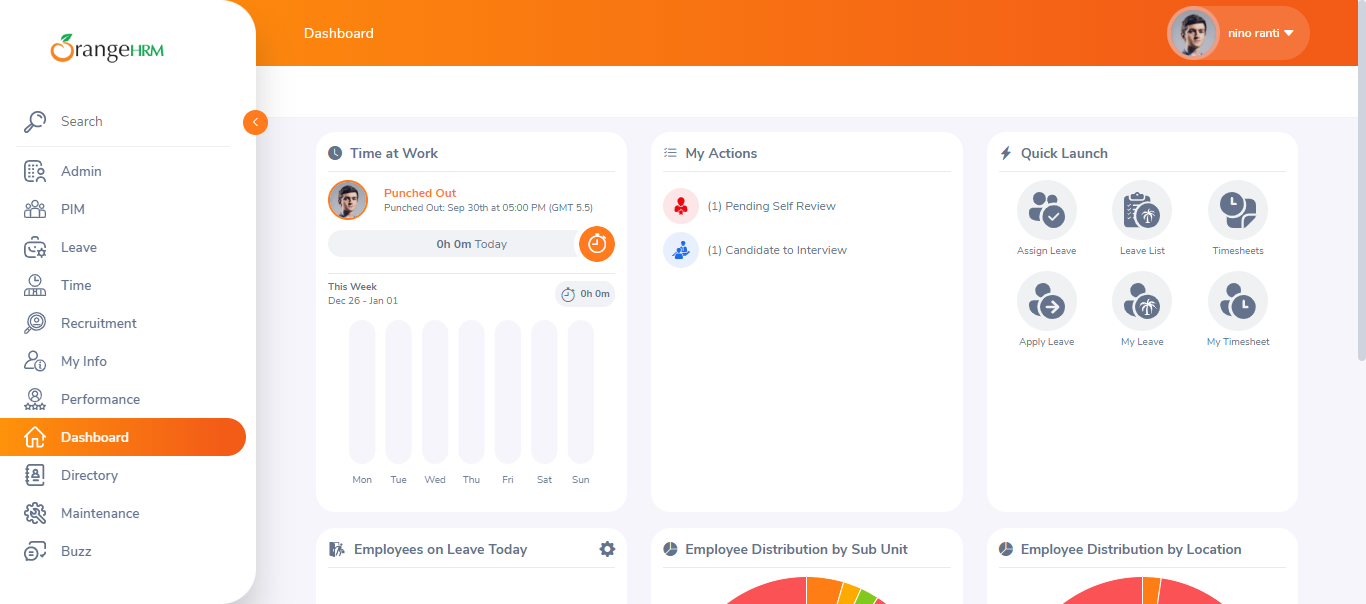 OrangeHRM
Dashboard
nino ranti
Search
Admin
PIM
Leave
Time
Recruitment
My Info
Performance
Dashboard
Directory
Maintenance
Buzz
Time at Work
Punched Out
Punched Out: Sep 30th at 05:00 PM (GMT 5.5)
0h 0m Today
This Week
Dec 26 - Jan 01
0h 0m
Mon Tue Wed Thu Fri Sat Sun
My Actions
(1) Pending Self Review
(1) Candidate to Interview
Quick Launch
Assign Leave Leave List Timesheets
Apply Leave My Leave My Timesheet
Employees on Leave Today
Employee Distribution by Sub Unit
Employee Distribution by Location